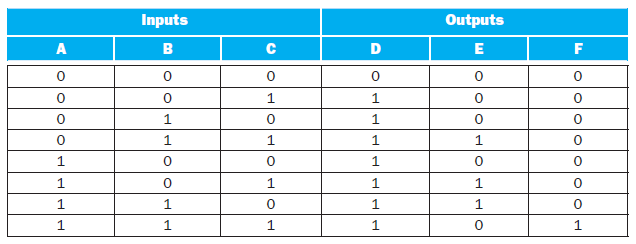 Inputs Outputs
A B C D E F
0 0 0 0 0 0
0 0 1 1 0 0
0 1 0 1 0 0
0 1 1 1 1 0
1 0 0 1 0 0
1 0 1 1 1 0
1 1 0 1 1 0
1 1 1 1 0 1